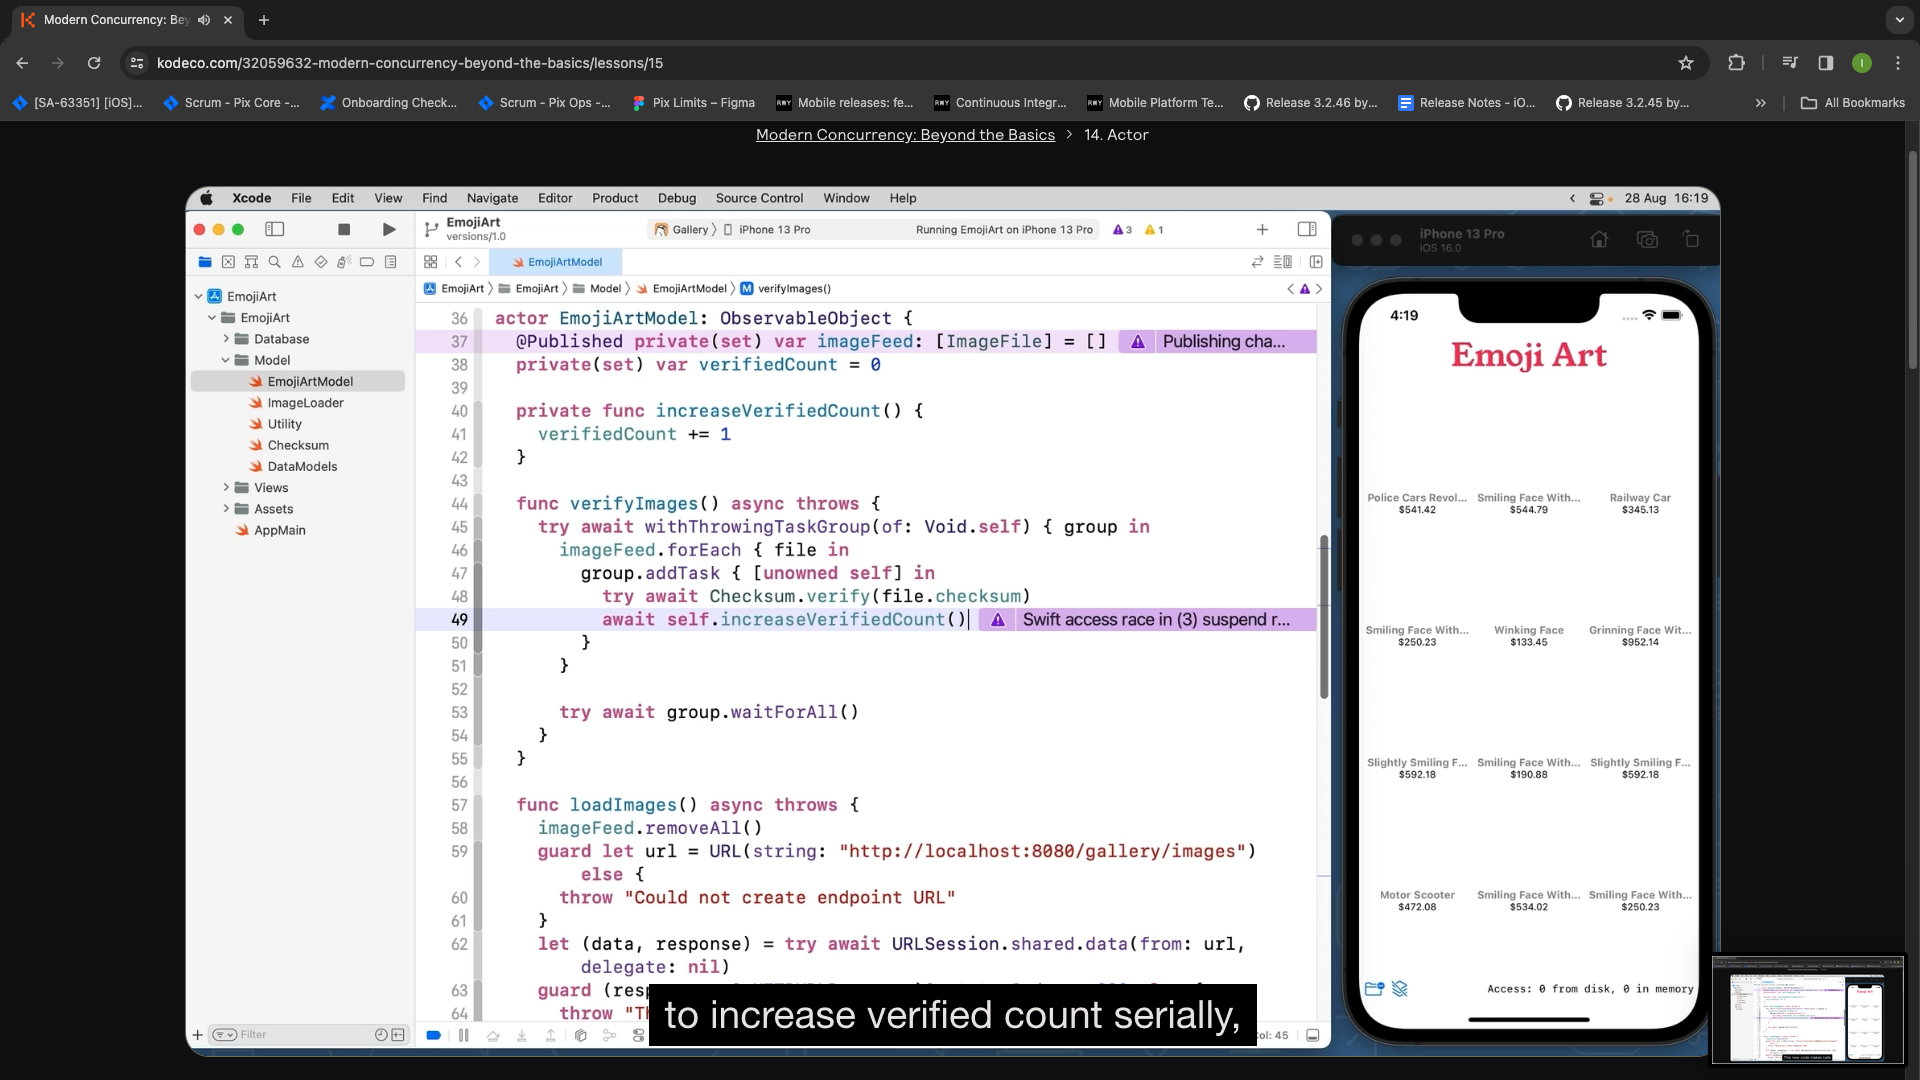 Modern Concurrency: Bey
kodeco.com/32059632-modern-concurrency-beyond-the-basics/lessons/15
[SA-63351] [iOS]...
Scrum - Pix Core -...
Onboarding Check...
Scrum - Pix Ops -...
Pix Limits – Figma
RWY Mobile releases: fe...
RWY Continuous Integr...
RWY Mobile Platform Te...
Release 3.2.46 by...
Release Notes - iO...
Release 3.2.45 by...
All Bookmarks
Modern Concurrency: Beyond the Basics > 14. Actor
Xcode File Edit View Find Navigate Editor Product Debug Source Control Window Help
28 Aug 16:19
EmojiArt
versions/1.0
Gallery
iPhone 13 Pro
Running EmojiArt on iPhone 13 Pro
3
1
EmojiArtModel
EmojiArt
EmojiArt
Model
EmojiArtModel
M verifyImages()
EmojiArt
EmojiArt
Database
Model
EmojiArtModel
ImageLoader
Utility
Checksum
DataModels
Views
Assets
AppMain
Filter
36 actor EmojiArtModel: ObservableObject {
37 @Published private(set) var imageFeed: [ImageFile] = [] Publishing cha...
38 private(set) var verifiedCount = 0
39
40 private func increaseVerifiedCount() {
41 verifiedCount += 1
42 }
43
44 func verifyImages() async throws {
45 try await withThrowingTaskGroup(of: Void.self) { group in
46 imageFeed.forEach { file in
47 group.addTask { [unowned self] in
48 try await Checksum.verify(file.checksum)
49 await self.increaseVerifiedCount() Swift access race in (3) suspend r...
50 }
51 }
52
53 try await group.waitForAll()
54 }
55 }
56
57 func loadImages() async throws {
58 imageFeed.removeAll()
59 guard let url = URL(string: "http://localhost:8080/gallery/images")
else {
60 throw "Could not create endpoint URL"
61 }
62 let (data, response) = try await URLSession.shared.data(from: url,
delegate: nil)
63 guard
64 throw
to increase verified count serially,
Col: 45
iPhone 13 Pro
iOS 16.0
4:19
Emoji Art
Police Cars Revol... Smiling Face With... Railway Car
$541.42 $544.79 $345.13
Smiling Face With... Winking Face Grinning Face Wit...
$250.23 $133.45 $952.14
Slightly Smiling F... Smiling Face With... Slightly Smiling F...
$592.18 $190.88 $592.18
Motor Scooter Smiling Face With... Smiling Face With...
$472.08 $534.02 $250.23
Access: 0 from disk, 0 in memory